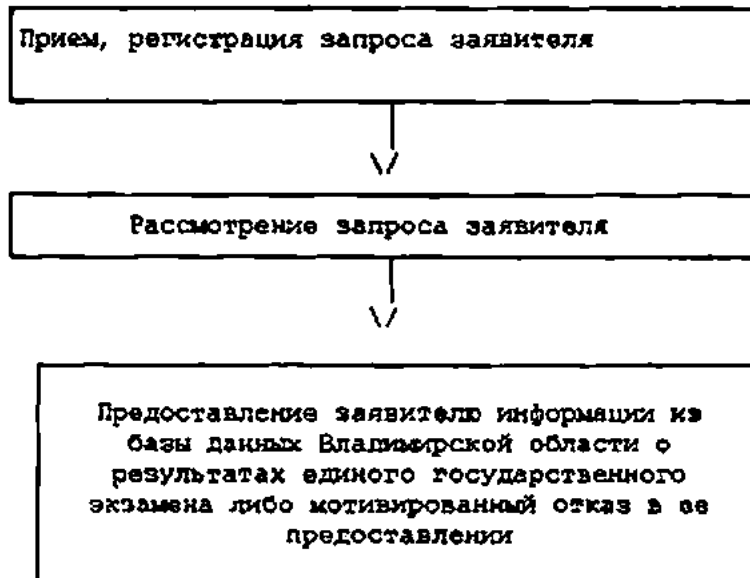 Прием, регистрация запроса заявителя
Рассмотрение запроса заявителя
Предоставление заявителю информации из
базы данных Владимирской области о
результатах единого государственного
экзамена либо мотивированный отказ в ее
предоставлении